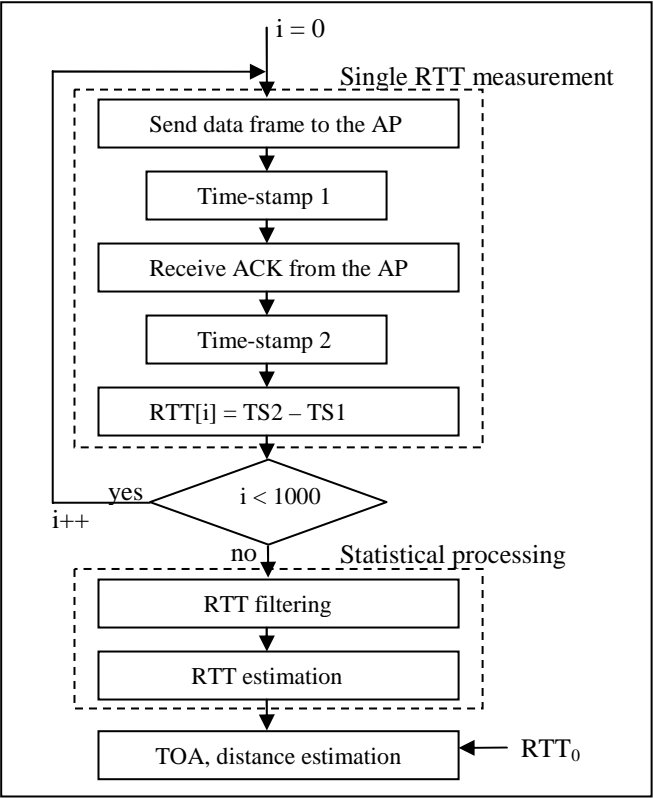 i = 0
Single RTT measurement
Send data frame to the AP
Time-stamp 1
Receive ACK from the AP
Time-stamp 2
RTT[i] = TS2 – TS1
i < 1000
yes
i++
no
Statistical processing
RTT filtering
RTT estimation
TOA, distance estimation
RTT₀